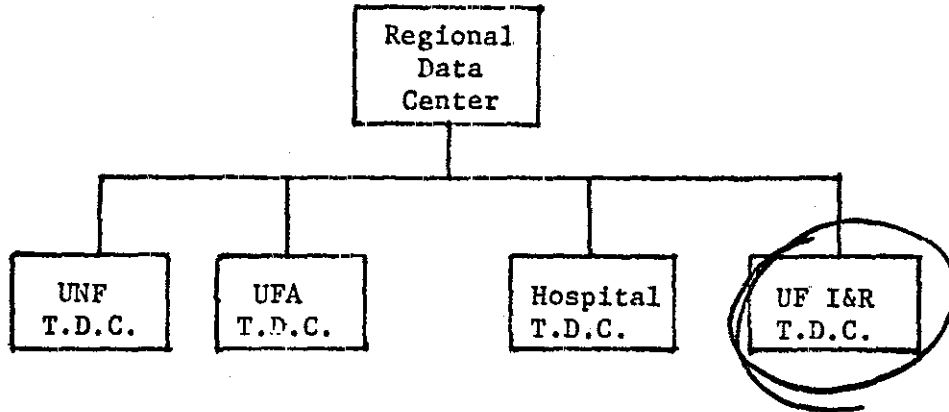 Regional
Data
Center
UNF
T.D.C.
UFA
T.D.C.
Hospital
T.D.C.
UF I&R
T.D.C.